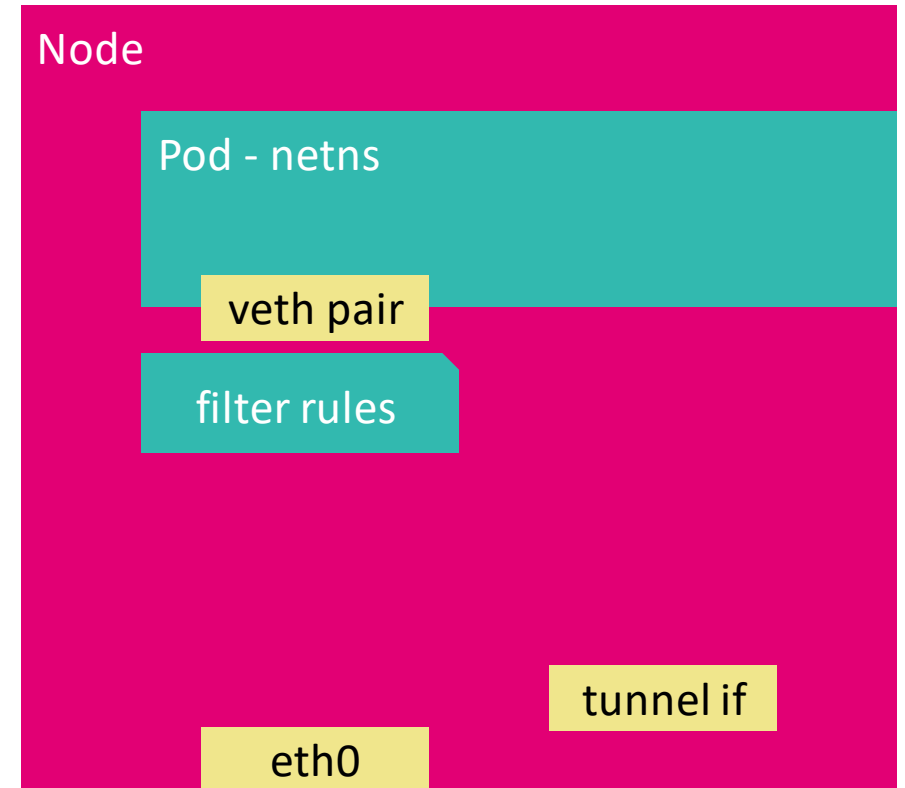 Node
Pod - netns
veth pair
filter rules
tunnel if
eth0